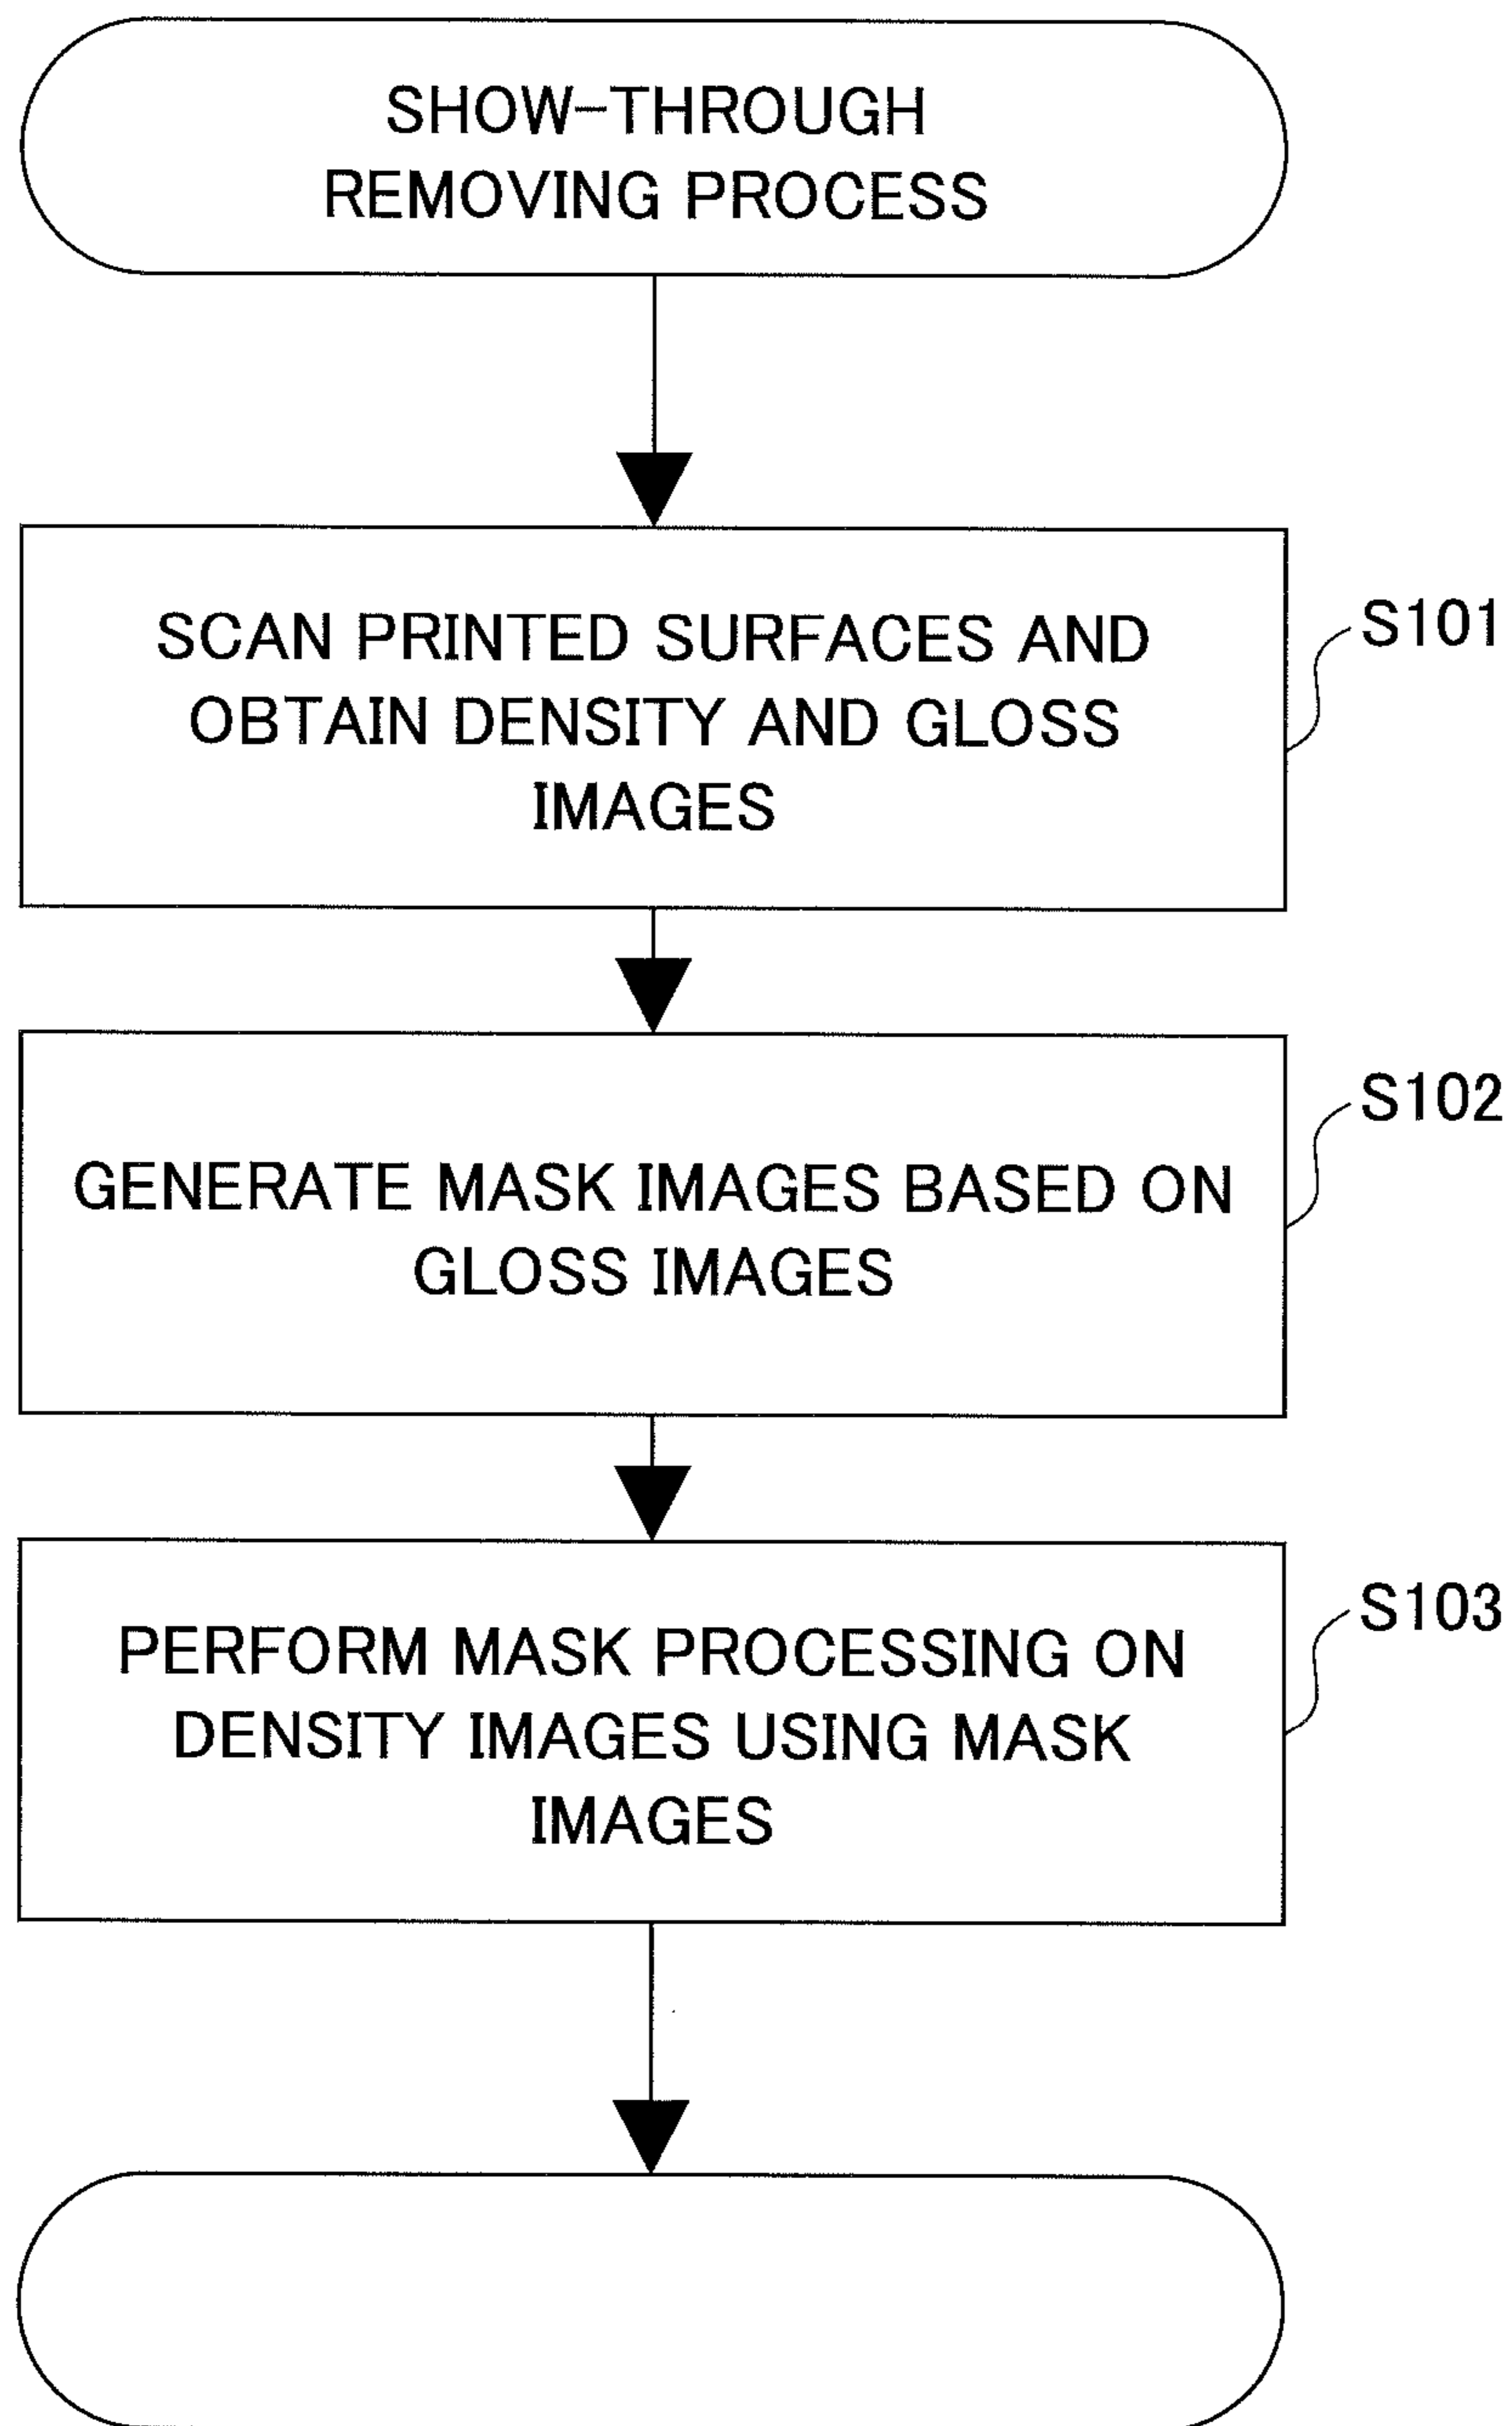 SHOW-THROUGH
REMOVING PROCESS
SCAN PRINTED SURFACES AND
OBTAIN DENSITY AND GLOSS
IMAGES
S101
GENERATE MASK IMAGES BASED ON
GLOSS IMAGES
S102
PERFORM MASK PROCESSING ON
DENSITY IMAGES USING MASK
IMAGES
S103